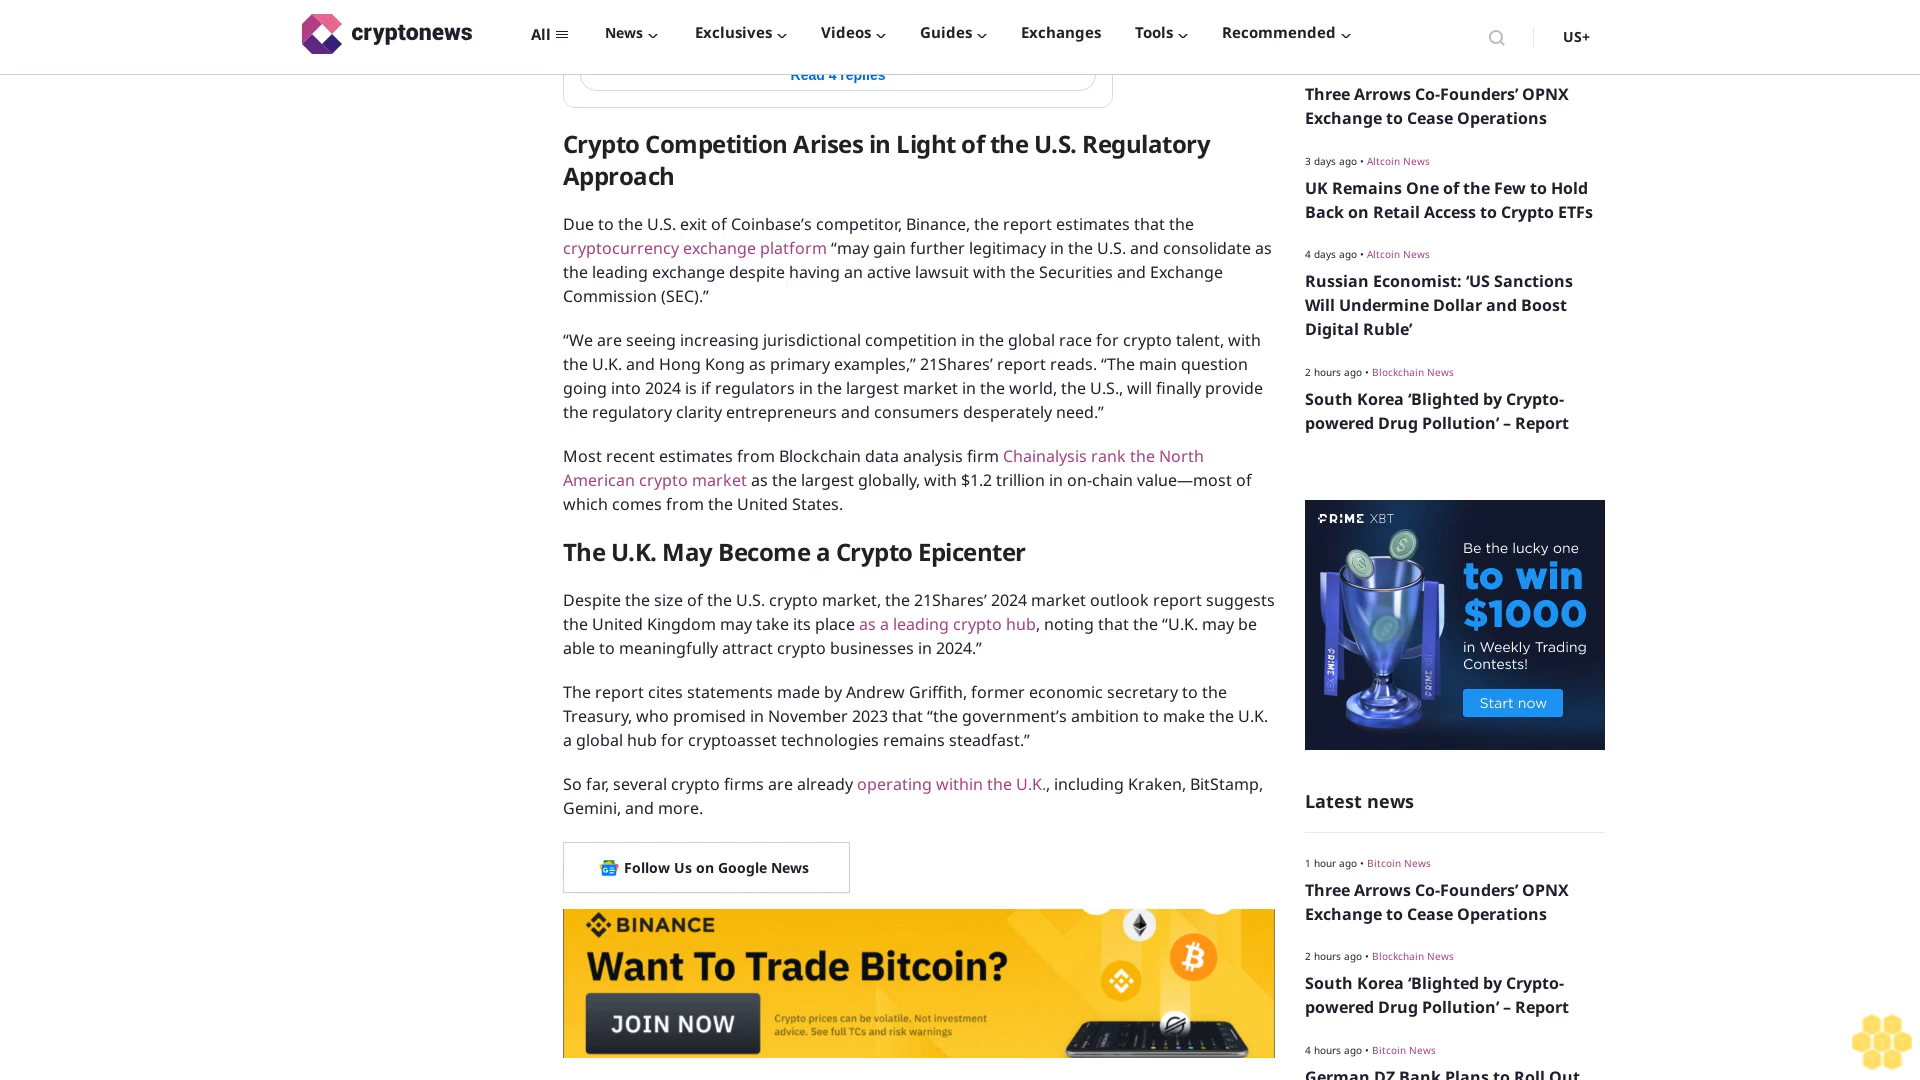 cryptonews
All
News
Exclusives
Videos
Guides
Exchanges
Tools
Recommended
US+
Read 4 replies
Crypto Competition Arises in Light of the U.S. Regulatory
Approach
Due to the U.S. exit of Coinbase’s competitor, Binance, the report estimates that the
cryptocurrency exchange platform “may gain further legitimacy in the U.S. and consolidate as
the leading exchange despite having an active lawsuit with the Securities and Exchange
Commission (SEC).”
“We are seeing increasing jurisdictional competition in the global race for crypto talent, with
the U.K. and Hong Kong as primary examples,” 21Shares’ report reads. “The main question
going into 2024 is if regulators in the largest market in the world, the U.S., will finally provide
the regulatory clarity entrepreneurs and consumers desperately need.”
Most recent estimates from Blockchain data analysis firm Chainalysis rank the North
American crypto market as the largest globally, with $1.2 trillion in on-chain value—most of
which comes from the United States.
The U.K. May Become a Crypto Epicenter
Despite the size of the U.S. crypto market, the 21Shares’ 2024 market outlook report suggests
the United Kingdom may take its place as a leading crypto hub, noting that the “U.K. may be
able to meaningfully attract crypto businesses in 2024.”
The report cites statements made by Andrew Griffith, former economic secretary to the
Treasury, who promised in November 2023 that “the government’s ambition to make the U.K.
a global hub for cryptoasset technologies remains steadfast.”
So far, several crypto firms are already operating within the U.K., including Kraken, BitStamp,
Gemini, and more.
Follow Us on Google News
BINANCE
Want To Trade Bitcoin?
JOIN NOW
Crypto prices can be volatile. Not investment
advice. See full TCs and risk warnings
Three Arrows Co-Founders’ OPNX
Exchange to Cease Operations
3 days ago • Altcoin News
UK Remains One of the Few to Hold
Back on Retail Access to Crypto ETFs
4 days ago • Altcoin News
Russian Economist: ‘US Sanctions
Will Undermine Dollar and Boost
Digital Ruble’
2 hours ago • Blockchain News
South Korea ‘Blighted by Crypto-
powered Drug Pollution’ – Report
PRIME XBT
Be the lucky one
to win
$1000
in Weekly Trading
Contests!
Start now
PRIME XBT
PRIME XBT
Latest news
1 hour ago • Bitcoin News
Three Arrows Co-Founders’ OPNX
Exchange to Cease Operations
2 hours ago • Blockchain News
South Korea ‘Blighted by Crypto-
powered Drug Pollution’ – Report
4 hours ago • Bitcoin News
German DZ Bank Plans to Roll Out